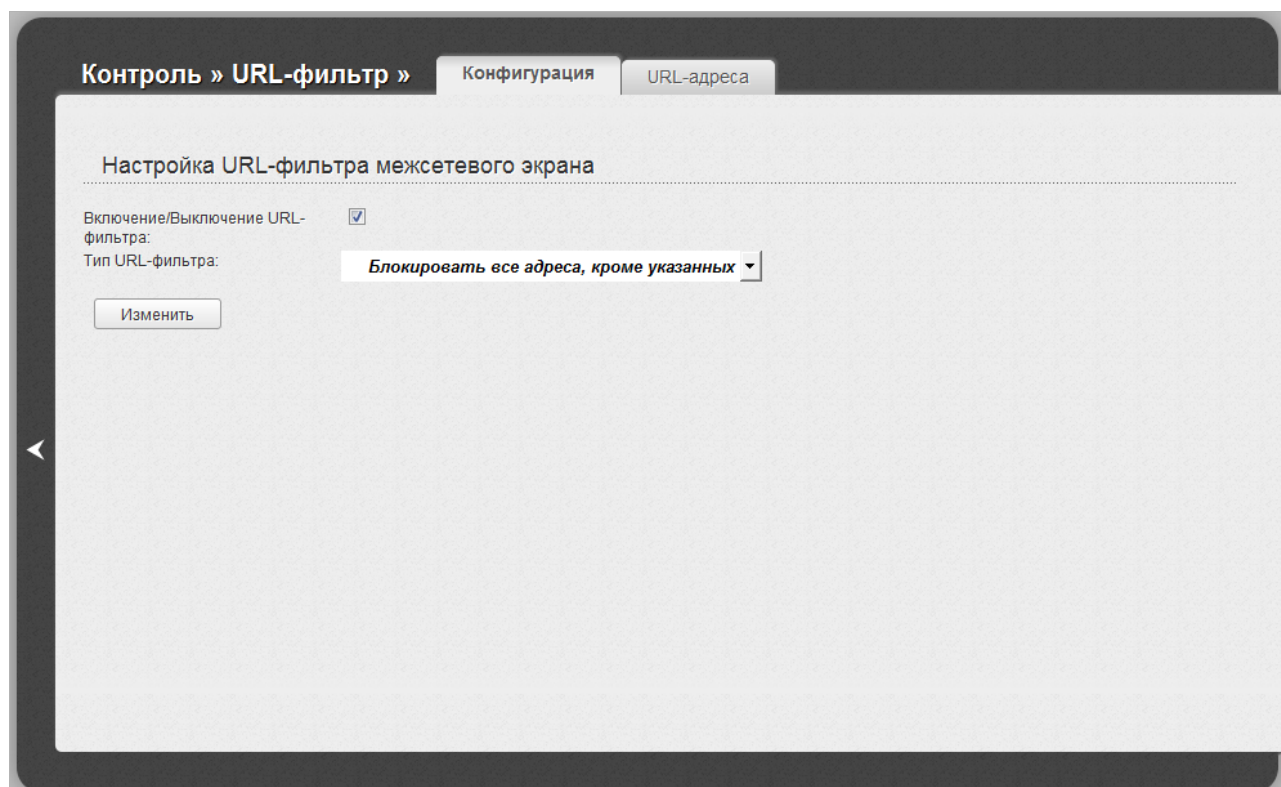 Контроль » URL-фильтр »
Конфигурация
URL-адреса
Настройка URL-фильтра межсетевого экрана
Включение/Выключение URL-
фильтра:
Тип URL-фильтра:
Блокировать все адреса, кроме указанных
Изменить